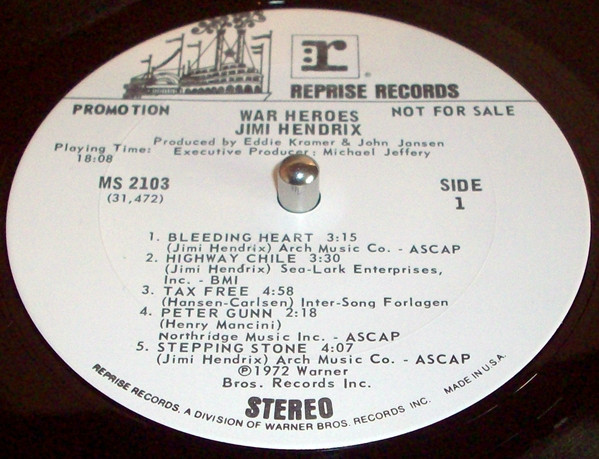 r ®
REPRISE RECORDS
PROMOTION NOT FOR SALE
WAR HEROES
JIMI HENDRIX
Produced by Eddie Kramer & John Jansen
Playing Time: Executive Producer: Michael Jeffery
18:08
MS 2103 SIDE
(31,472) 1
1. BLEEDING HEART 3:15
(Jimi Hendrix) Arch Music Co. - ASCAP
2. HIGHWAY CHILE 3:30
(Jimi Hendrix) Sea-Lark Enterprises,
Inc. - BMI
3. TAX FREE 4:58
(Hansen-Carlsen) Inter-Song Forlagen
4. PETER GUNN 2:18
(Henry Mancini)
Northridge Music Inc. - ASCAP
5. STEPPING STONE 4:07
(Jimi Hendrix) Arch Music Co. - ASCAP
℗1972 Warner
Bros. Records Inc.
STEREO
REPRISE RECORDS, A DIVISION OF WARNER BROS. RECORDS INC. MADE IN U.S.A.